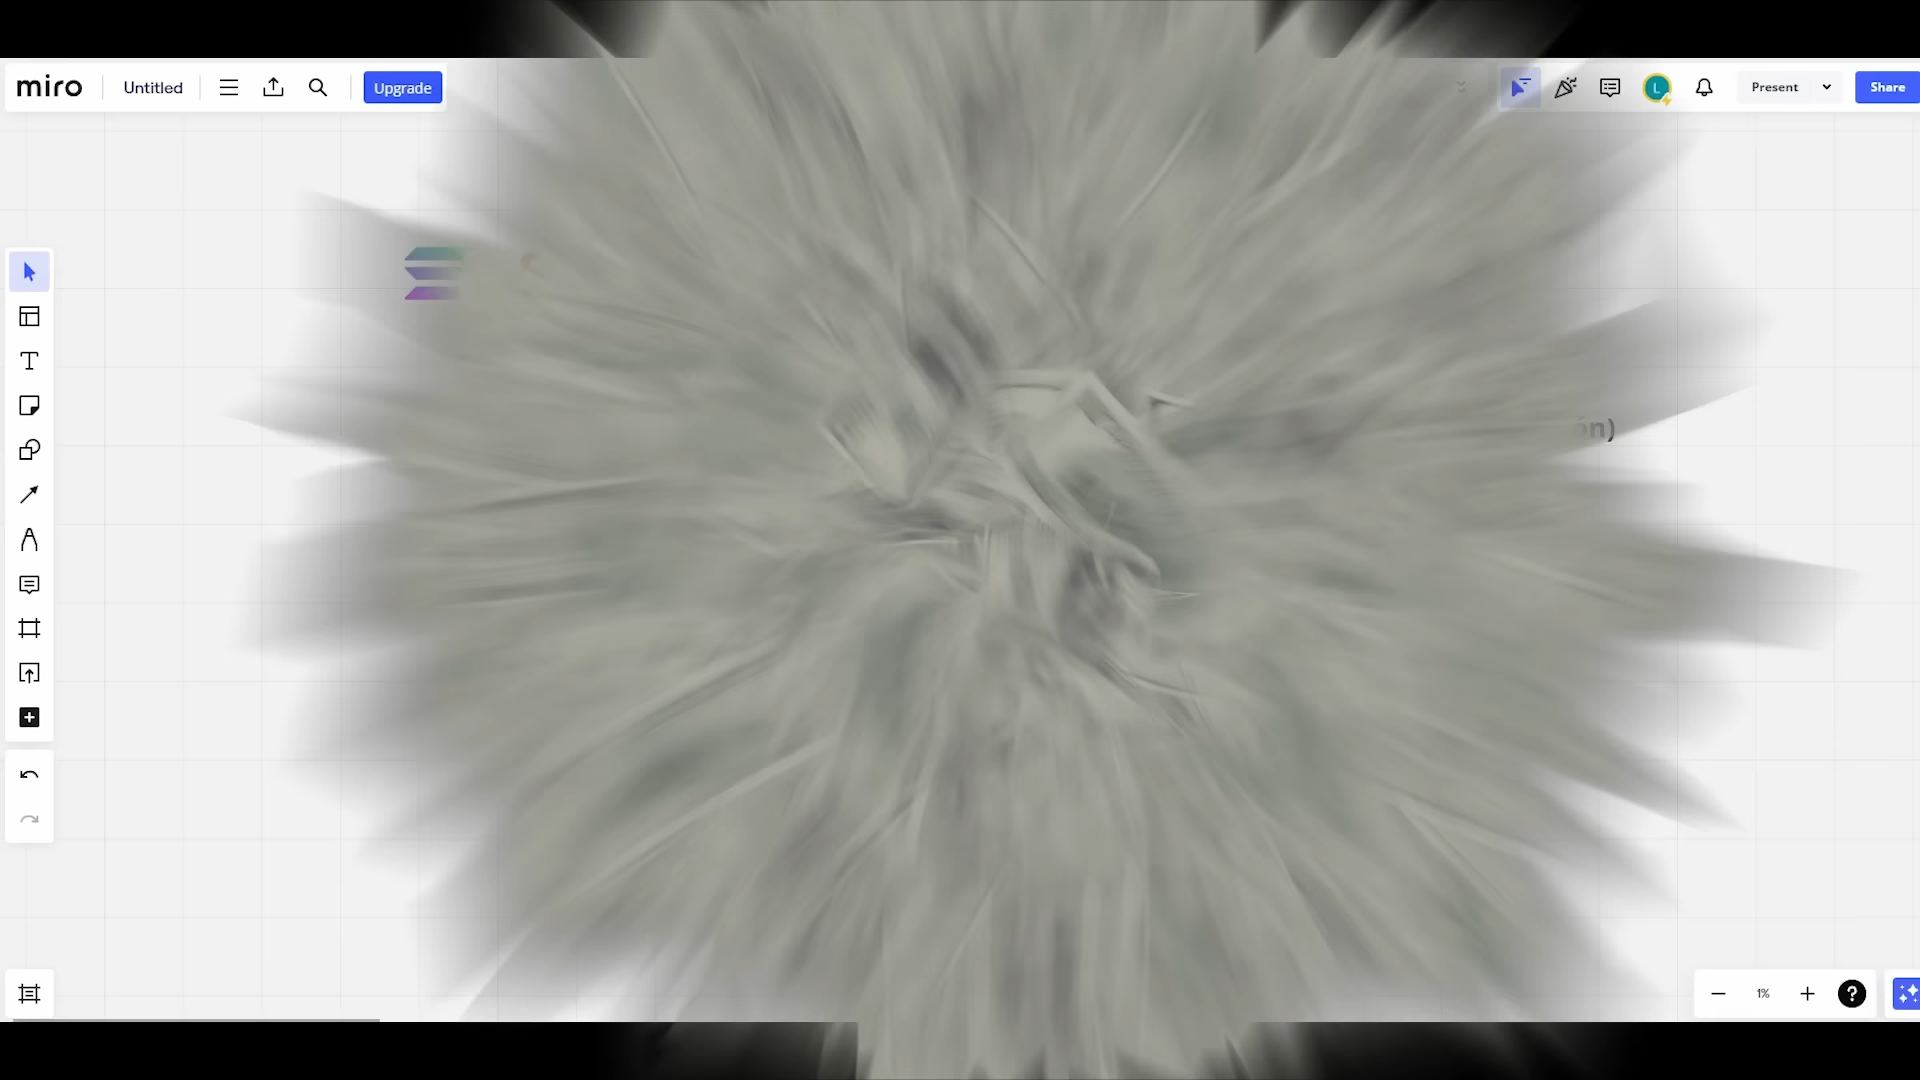 miro
Untitled
Upgrade
L
Present
Share
ón)
1%